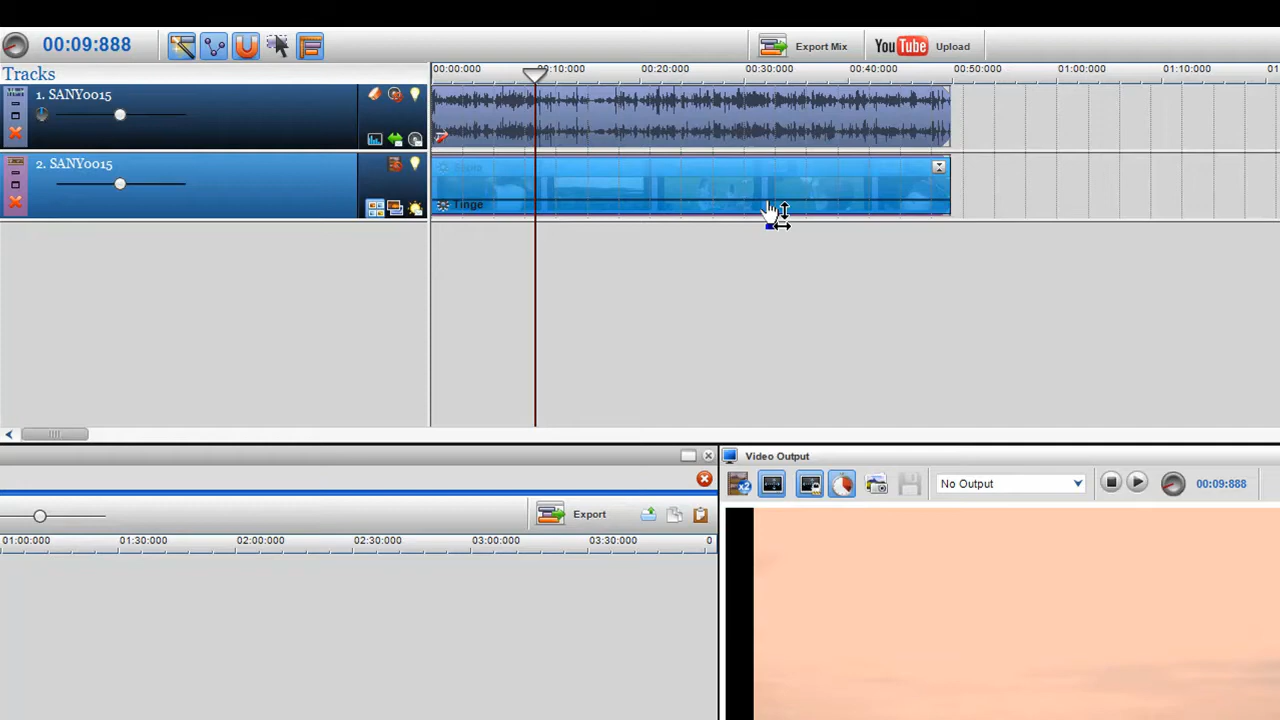 00:09:888
Export Mix
YouTube Upload
Tracks
00:00:000 00:10:000 00:20:000 00:30:000 00:40:000 00:50:000 01:00:000 01:10:000
1. SANY0015
2. SANY0015
Tinge
Video Output
No Output
00:09:888
Export
01:00:000 01:30:000 02:00:000 02:30:000 03:00:000 03:30:000 0